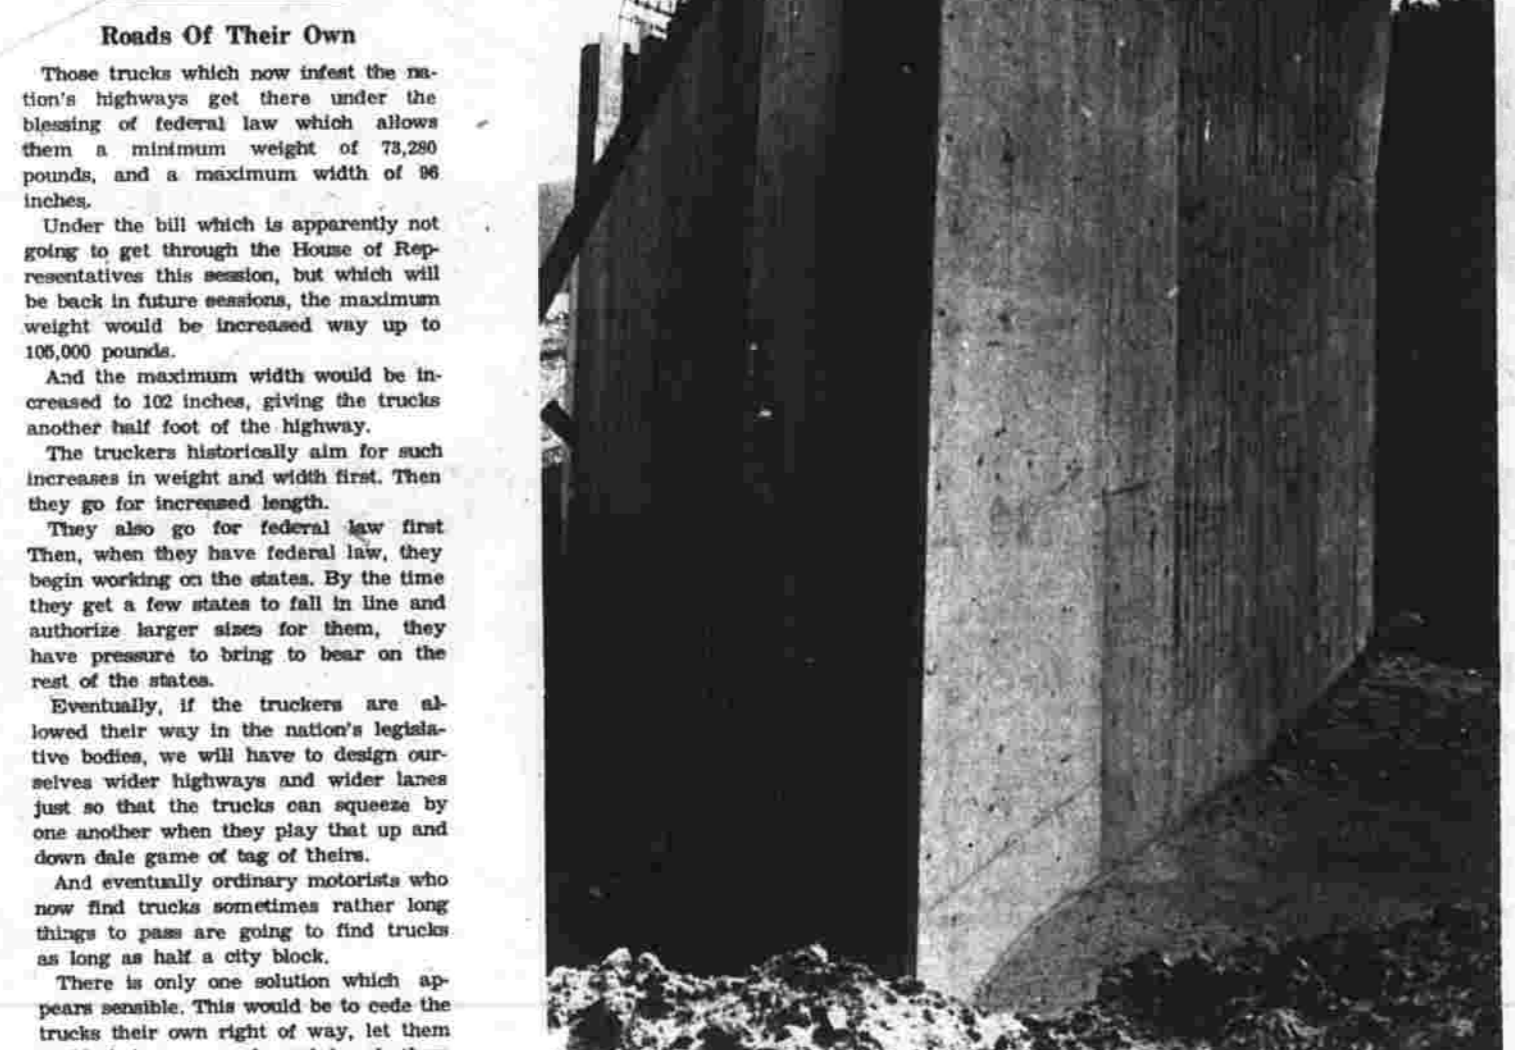 Roads Of Their Own
Those trucks which now infest the na-
tion's highways get there under the
blessing of federal law which allows
them a minimum weight of 73,280
pounds, and a maximum width of 96
inches.
Under the bill which is apparently not
going to get through the House of Rep-
resentatives this session, but which will
be back in future sessions, the maximum
weight would be increased way up to
105,000 pounds.
And the maximum width would be in-
creased to 102 inches, giving the trucks
another half foot of the highway.
The truckers historically aim for such
increases in weight and width first. Then
they go for increased length.
They also go for federal law first
Then, when they have federal law, they
begin working on the states. By the time
they get a few states to fall in line and
authorize larger sizes for them, they
have pressure to bring to bear on the
rest of the states.
Eventually, if the truckers are al-
lowed their way in the nation's legisla-
tive bodies, we will have to design our-
selves wider highways and wider lanes
just so that the trucks can squeeze by
one another when they play that up and
down dale game of tag of theirs.
And eventually ordinary motorists who
now find trucks sometimes rather long
things to pass are going to find trucks
as long as half a city block.
There is only one solution which ap-
pears sensible. This would be to cede the
trucks their own right of way, let them